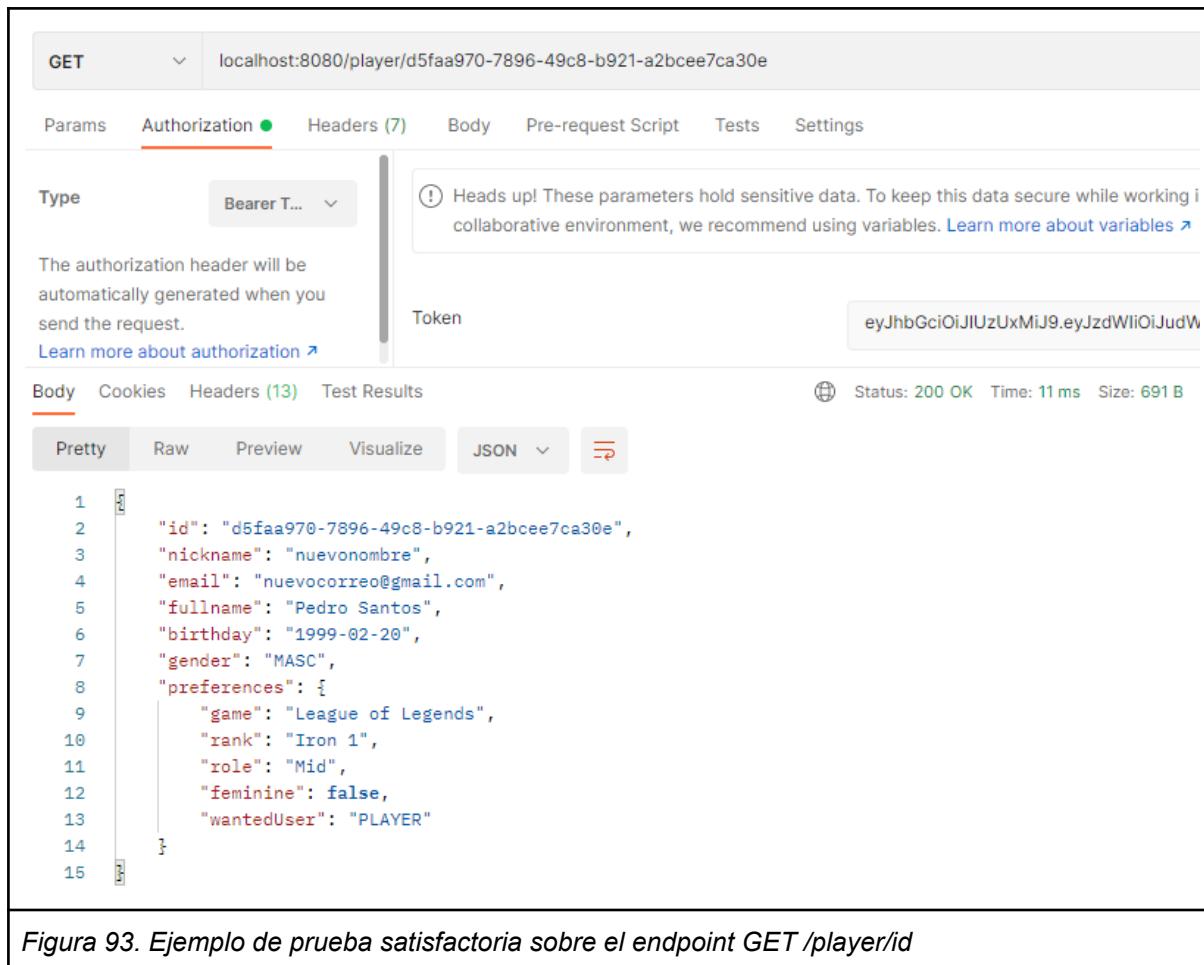 GET localhost:8080/player/d5faa970-7896-49c8-b921-a2bcee7ca30e
Params Authorization Headers (7) Body Pre-request Script Tests Settings
Type Bearer T...
Heads up! These parameters hold sensitive data. To keep this data secure while working i
collaborative environment, we recommend using variables. Learn more about variables ↗
The authorization header will be
automatically generated when you
send the request.
Learn more about authorization ↗
Token eyJhbGciOiJIUzUxMiJ9.eyJzdWIiOiJudW
Body Cookies Headers (13) Test Results Status: 200 OK Time: 11 ms Size: 691 B
Pretty Raw Preview Visualize JSON
1 {
2 "id": "d5faa970-7896-49c8-b921-a2bcee7ca30e",
3 "nickname": "nuevonombre",
4 "email": "nuevocorreo@gmail.com",
5 "fullname": "Pedro Santos",
6 "birthday": "1999-02-20",
7 "gender": "MASC",
8 "preferences": {
9 "game": "League of Legends",
10 "rank": "Iron 1",
11 "role": "Mid",
12 "feminine": false,
13 "wantedUser": "PLAYER"
14 }
15 }
Figura 93. Ejemplo de prueba satisfactoria sobre el endpoint GET /player/id